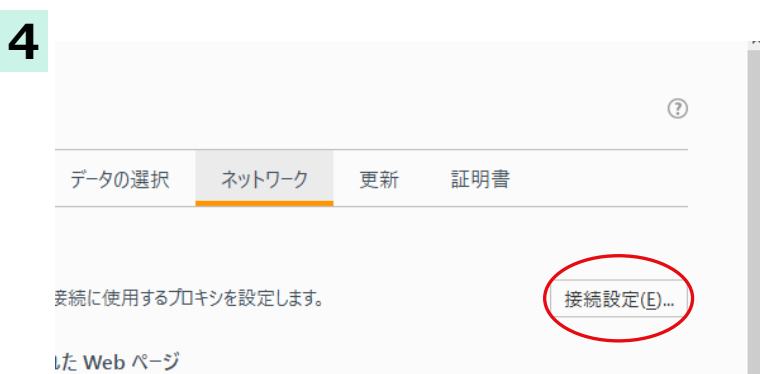 4
?
データの選択 ネットワーク 更新 証明書
接続に使用するプロキシを設定します。 接続設定(E)...
れた Web ページ